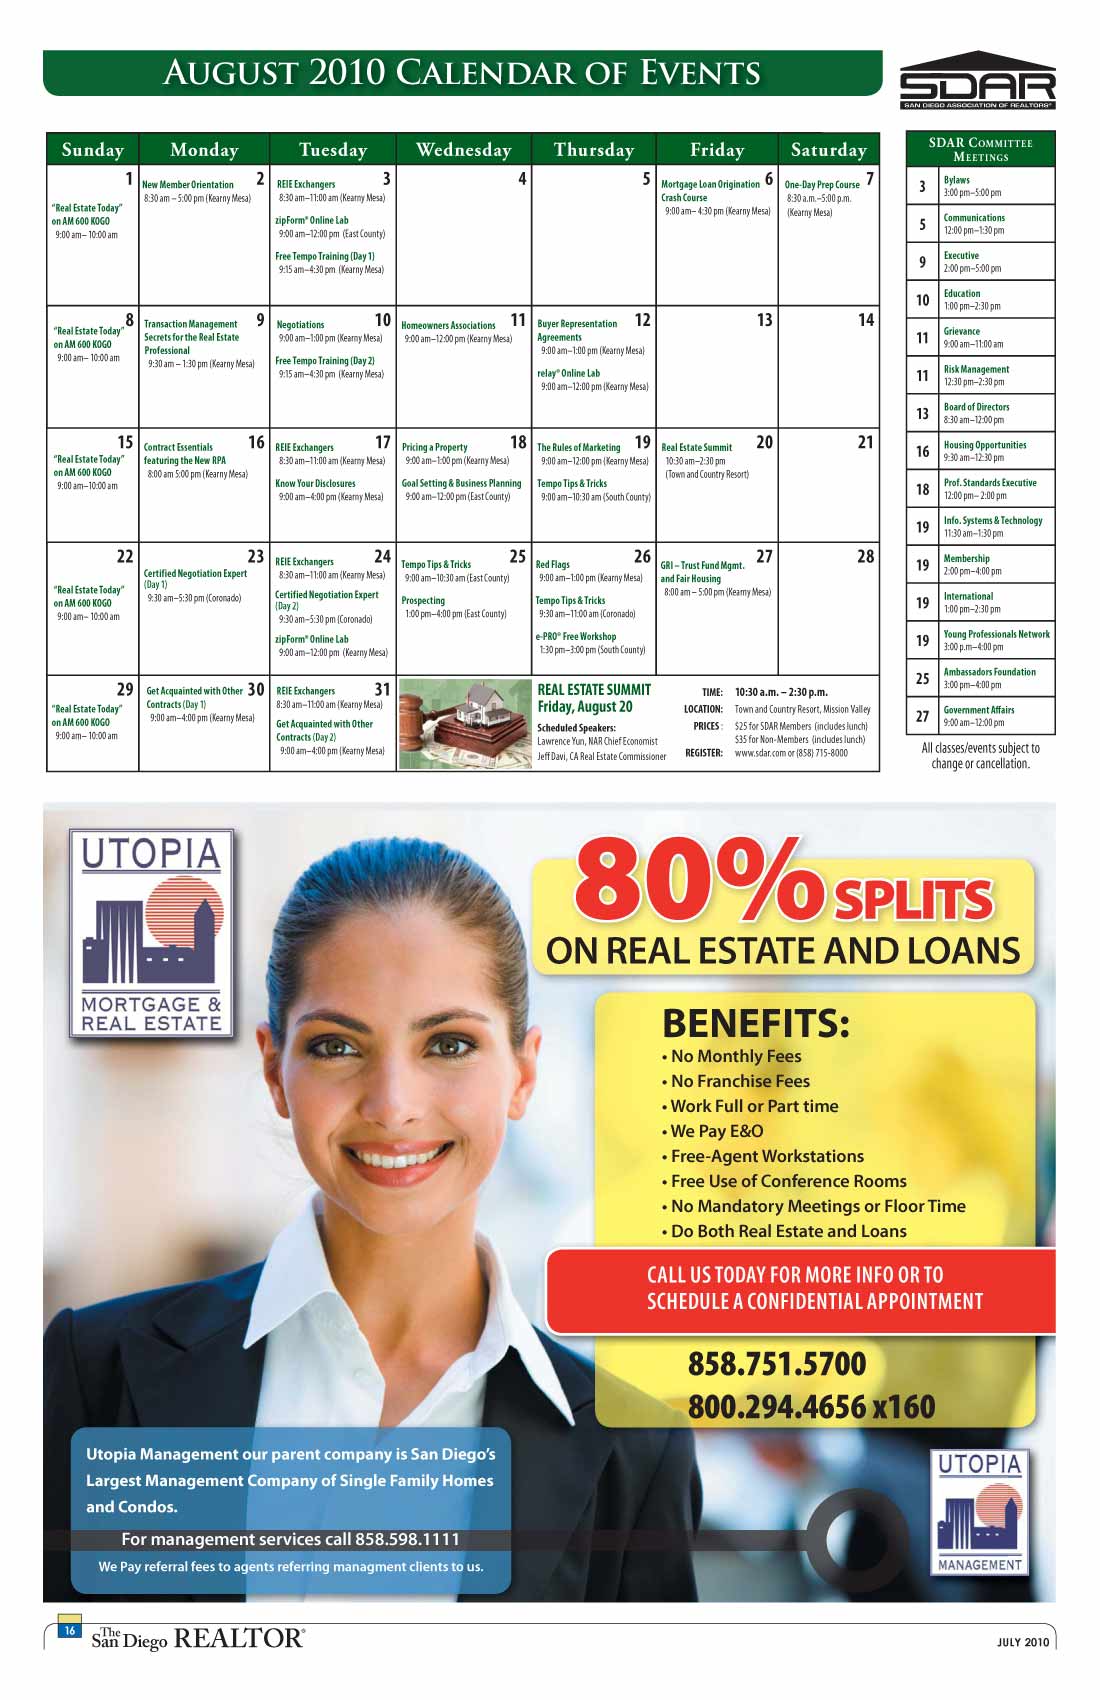 AUGUST 2010 CALENDAR OF EVENTS
SDAR
SAN DIEGO ASSOCIATION OF REALTORS®
Sunday Monday Tuesday Wednesday Thursday Friday Saturday
1
"Real Estate Today"
on AM 600 KOGO
9:00 am– 10:00 am
2
New Member Orientation
8:30 am – 5:00 pm (Kearny Mesa)
3
REIE Exchangers
8:30 am–11:00 am (Kearny Mesa)
zipForm® Online Lab
9:00 am–12:00 pm (East County)
Free Tempo Training (Day 1)
9:15 am–4:30 pm (Kearny Mesa)
4
5
6
Mortgage Loan Origination
Crash Course
9:00 am– 4:30 pm (Kearny Mesa)
7
One-Day Prep Course
8:30 a.m.–5:00 p.m.
(Kearny Mesa)
8
"Real Estate Today"
on AM 600 KOGO
9:00 am– 10:00 am
9
Transaction Management
Secrets for the Real Estate
Professional
9:30 am – 1:30 pm (Kearny Mesa)
10
Negotiations
9:00 am–1:00 pm (Kearny Mesa)
Free Tempo Training (Day 2)
9:15 am–4:30 pm (Kearny Mesa)
11
Homeowners Associations
9:00 am–12:00 pm (Kearny Mesa)
12
Buyer Representation
Agreements
9:00 am–1:00 pm (Kearny Mesa)
relay® Online Lab
9:00 am–12:00 pm (Kearny Mesa)
13
14
15
"Real Estate Today"
on AM 600 KOGO
9:00 am–10:00 am
16
Contract Essentials
featuring the New RPA
8:00 am 5:00 pm (Kearny Mesa)
17
REIE Exchangers
8:30 am–11:00 am (Kearny Mesa)
Know Your Disclosures
9:00 am–4:00 pm (Kearny Mesa)
18
Pricing a Property
9:00 am–1:00 pm (Kearny Mesa)
Goal Setting & Business Planning
9:00 am–12:00 pm (East County)
19
The Rules of Marketing
9:00 am–12:00 pm (Kearny Mesa)
Tempo Tips & Tricks
9:00 am–10:30 am (South County)
20
Real Estate Summit
10:30 am–2:30 pm
(Town and Country Resort)
21
22
"Real Estate Today"
on AM 600 KOGO
9:00 am– 10:00 am
23
Certified Negotiation Expert
(Day 1)
9:30 am–5:30 pm (Coronado)
24
REIE Exchangers
8:30 am–11:00 am (Kearny Mesa)
Certified Negotiation Expert
(Day 2)
9:30 am–5:30 pm (Coronado)
zipForm® Online Lab
9:00 am–12:00 pm (Kearny Mesa)
25
Tempo Tips & Tricks
9:00 am–10:30 am (East County)
Prospecting
1:00 pm–4:00 pm (East County)
26
Red Flags
9:00 am–1:00 pm (Kearny Mesa)
Tempo Tips & Tricks
9:30 am–11:00 am (Coronado)
e-PRO® Free Workshop
1:30 pm–3:00 pm (South County)
27
GRI – Trust Fund Mgmt.
and Fair Housing
8:00 am – 5:00 pm (Kearny Mesa)
28
29
"Real Estate Today"
on AM 600 KOGO
9:00 am– 10:00 am
30
Get Acquainted with Other
Contracts (Day 1)
9:00 am–4:00 pm (Kearny Mesa)
31
REIE Exchangers
8:30 am–11:00 am (Kearny Mesa)
Get Acquainted with Other
Contracts (Day 2)
9:00 am–4:00 pm (Kearny Mesa)
REAL ESTATE SUMMIT
Friday, August 20
Scheduled Speakers:
Lawrence Yun, NAR Chief Economist
Jeff Davi, CA Real Estate Commissioner
TIME: 10:30 a.m. – 2:30 p.m.
LOCATION: Town and Country Resort, Mission Valley
PRICES : $25 for SDAR Members (includes lunch)
$35 for Non-Members (includes lunch)
REGISTER: www.sdar.com or (858) 715-8000
SDAR COMMITTEE
MEETINGS
3 Bylaws
3:00 pm–5:00 pm
5 Communications
12:00 pm–1:30 pm
9 Executive
2:00 pm–5:00 pm
10 Education
1:00 pm–2:30 pm
11 Grievance
9:00 am–11:00 am
11 Risk Management
12:30 pm–2:30 pm
13 Board of Directors
8:30 am–12:00 pm
16 Housing Opportunities
9:30 am–12:30 pm
18 Prof. Standards Executive
12:00 pm– 2:00 pm
19 Info. Systems & Technology
11:30 am–1:30 pm
19 Membership
2:00 pm–4:00 pm
19 International
1:00 pm–2:30 pm
19 Young Professionals Network
3:00 p.m–4:00 pm
25 Ambassadors Foundation
3:00 pm–4:00 pm
27 Government Affairs
9:00 am–12:00 pm
All classes/events subject to
change or cancellation.
UTOPIA
MORTGAGE &
REAL ESTATE
80% SPLITS
ON REAL ESTATE AND LOANS
BENEFITS:
• No Monthly Fees
• No Franchise Fees
• Work Full or Part time
• We Pay E&O
• Free-Agent Workstations
• Free Use of Conference Rooms
• No Mandatory Meetings or Floor Time
• Do Both Real Estate and Loans
CALL US TODAY FOR MORE INFO OR TO
SCHEDULE A CONFIDENTIAL APPOINTMENT
858.751.5700
800.294.4656 x160
Utopia Management our parent company is San Diego's
Largest Management Company of Single Family Homes
and Condos.
For management services call 858.598.1111
We Pay referral fees to agents referring managment clients to us.
UTOPIA
MANAGEMENT
16
The San Diego REALTOR®
JULY 2010